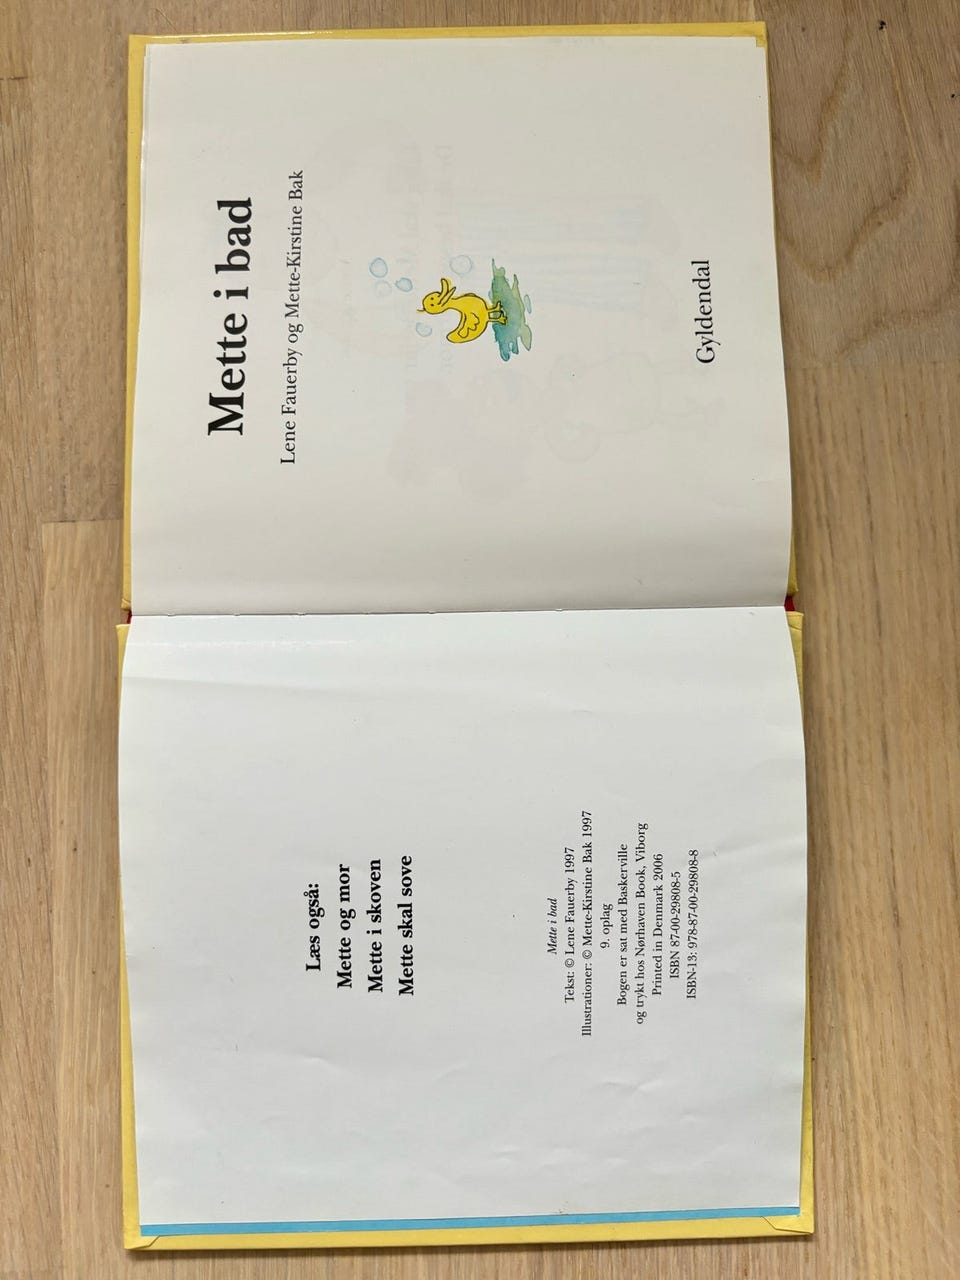 Læs også:
Mette og mor
Mette i skoven
Mette skal sove
Mette i bad
Tekst: © Lene Fauerby 1997
Illustrationer: © Mette-Kirstine Bak 1997
9. oplag
Bogen er sat med Baskerville
og trykt hos Nørhaven Book, Viborg
Printed in Denmark 2006
ISBN 87-00-29808-5
ISBN-13: 978-87-00-29808-8
Mette i bad
Lene Fauerby og Mette-Kirstine Bak
Gyldendal